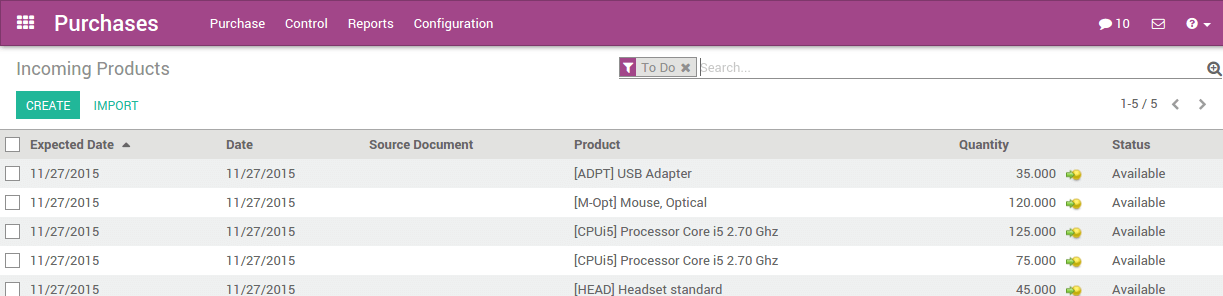 Purchases Purchase Control Reports Configuration 10 ?
Incoming Products To Do Search...
CREATE IMPORT 1-5 / 5
Expected Date Date Source Document Product Quantity Status
11/27/2015 11/27/2015 [ADPT] USB Adapter 35.000 Available
11/27/2015 11/27/2015 [M-Opt] Mouse, Optical 120.000 Available
11/27/2015 11/27/2015 [CPUi5] Processor Core i5 2.70 Ghz 125.000 Available
11/27/2015 11/27/2015 [CPUi5] Processor Core i5 2.70 Ghz 75.000 Available
11/27/2015 11/27/2015 [HEAD] Headset standard 45.000 Available